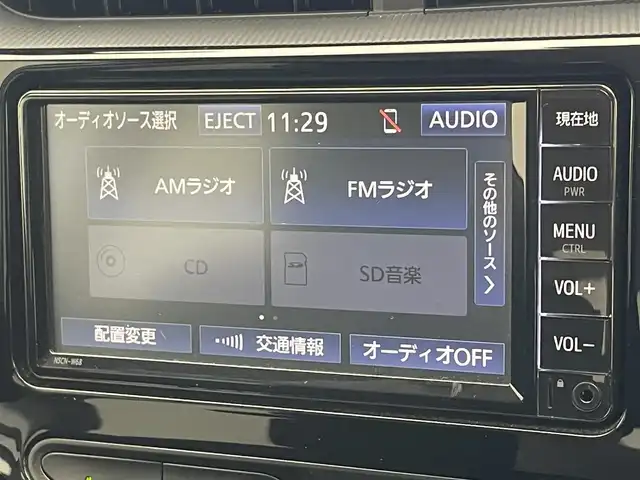 オーディオソース選択 EJECT 11:29 AUDIO
AMラジオ
FMラジオ
CD
SD音楽
その他のソース
配置変更
交通情報
オーディオOFF
NSCN-W68
現在地
AUDIO
PWR
MENU
CTRL
VOL+
VOL-